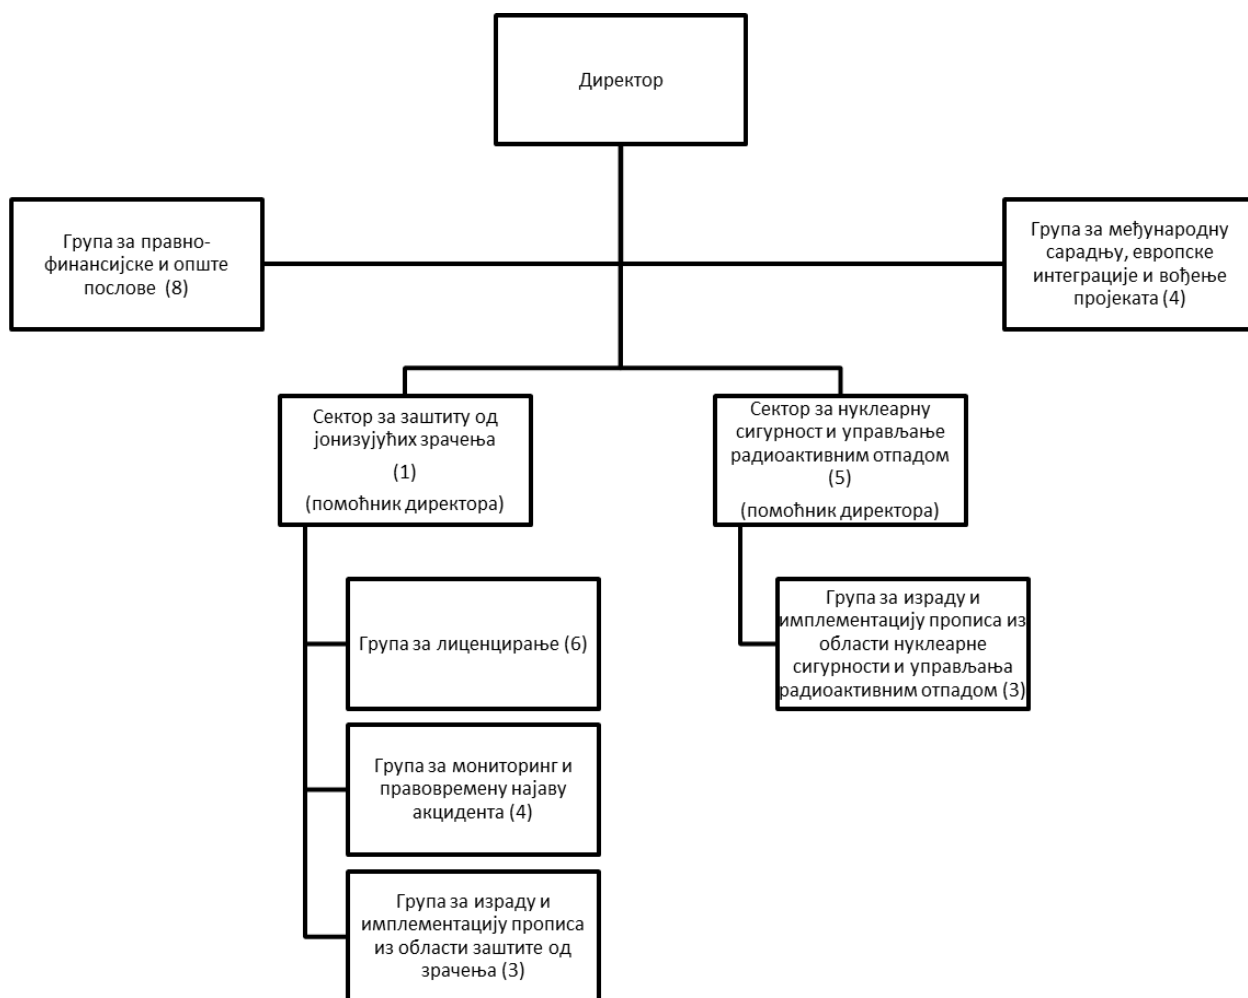 Директор
Група за правно-
финансијске и опште
послове (8)
Група за међународну
сарадњу, европске
интеграције и вођење
пројеката (4)
Сектор за заштиту од
јонизујућих зрачења
(1)
(помоћник директора)
Сектор за нуклеарну
сигурност и управљање
радиоактивним отпадом
(5)
(помоћник директора)
Група за лиценцирање (6)
Група за мониторинг и
правовремену најаву
акцидента (4)
Група за израду и
имплементацију прописа
из области заштите од
зрачења (3)
Група за израду и
имплементацију прописа из
области нуклеарне
сигурности и управљања
радиоактивним отпадом (3)